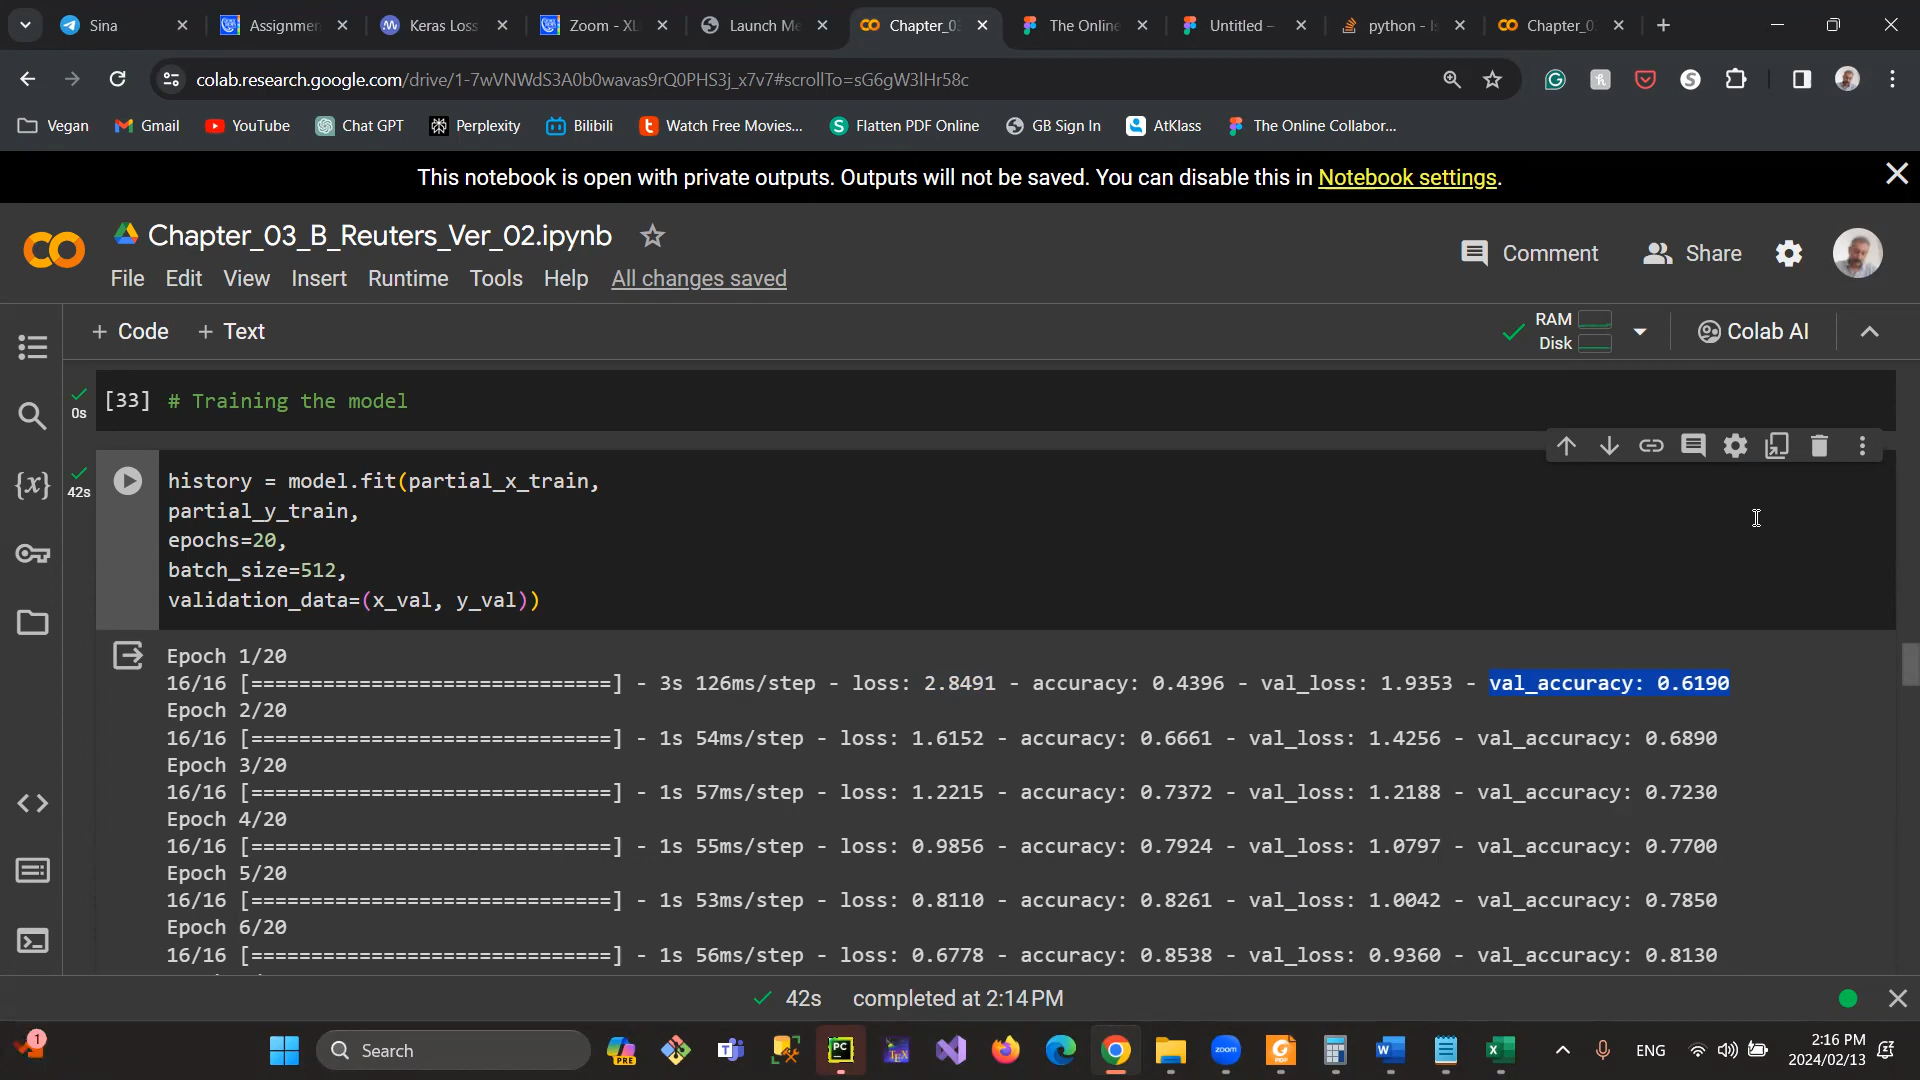 Sina
Assignmen
Keras Loss
Zoom - XL
Launch Me
Chapter_0
The Online
Untitled –
python - Is
Chapter_0
colab.research.google.com/drive/1-7wVNWdS3A0b0wavas9rQ0PHS3j_x7v7#scrollTo=sG6gW3lHr58c
Vegan
Gmail
YouTube
Chat GPT
Perplexity
Bilibili
Watch Free Movies...
Flatten PDF Online
GB Sign In
AtKlass
The Online Collabor...
This notebook is open with private outputs. Outputs will not be saved. You can disable this in Notebook settings.
Chapter_03_B_Reuters_Ver_02.ipynb
Comment
Share
File Edit View Insert Runtime Tools Help All changes saved
+ Code + Text
RAM
Disk
Colab AI
[33] # Training the model
0s
42s
history = model.fit(partial_x_train,
partial_y_train,
epochs=20,
batch_size=512,
validation_data=(x_val, y_val))
Epoch 1/20
16/16 [==============================] - 3s 126ms/step - loss: 2.8491 - accuracy: 0.4396 - val_loss: 1.9353 - val_accuracy: 0.6190
Epoch 2/20
16/16 [==============================] - 1s 54ms/step - loss: 1.6152 - accuracy: 0.6661 - val_loss: 1.4256 - val_accuracy: 0.6890
Epoch 3/20
16/16 [==============================] - 1s 57ms/step - loss: 1.2215 - accuracy: 0.7372 - val_loss: 1.2188 - val_accuracy: 0.7230
Epoch 4/20
16/16 [==============================] - 1s 55ms/step - loss: 0.9856 - accuracy: 0.7924 - val_loss: 1.0797 - val_accuracy: 0.7700
Epoch 5/20
16/16 [==============================] - 1s 53ms/step - loss: 0.8110 - accuracy: 0.8261 - val_loss: 1.0042 - val_accuracy: 0.7850
Epoch 6/20
16/16 [==============================] - 1s 56ms/step - loss: 0.6778 - accuracy: 0.8538 - val_loss: 0.9360 - val_accuracy: 0.8130
42s completed at 2:14 PM
1
Search
PRE
PC
TEX
zoom
ENG
2:16 PM
2024/02/13